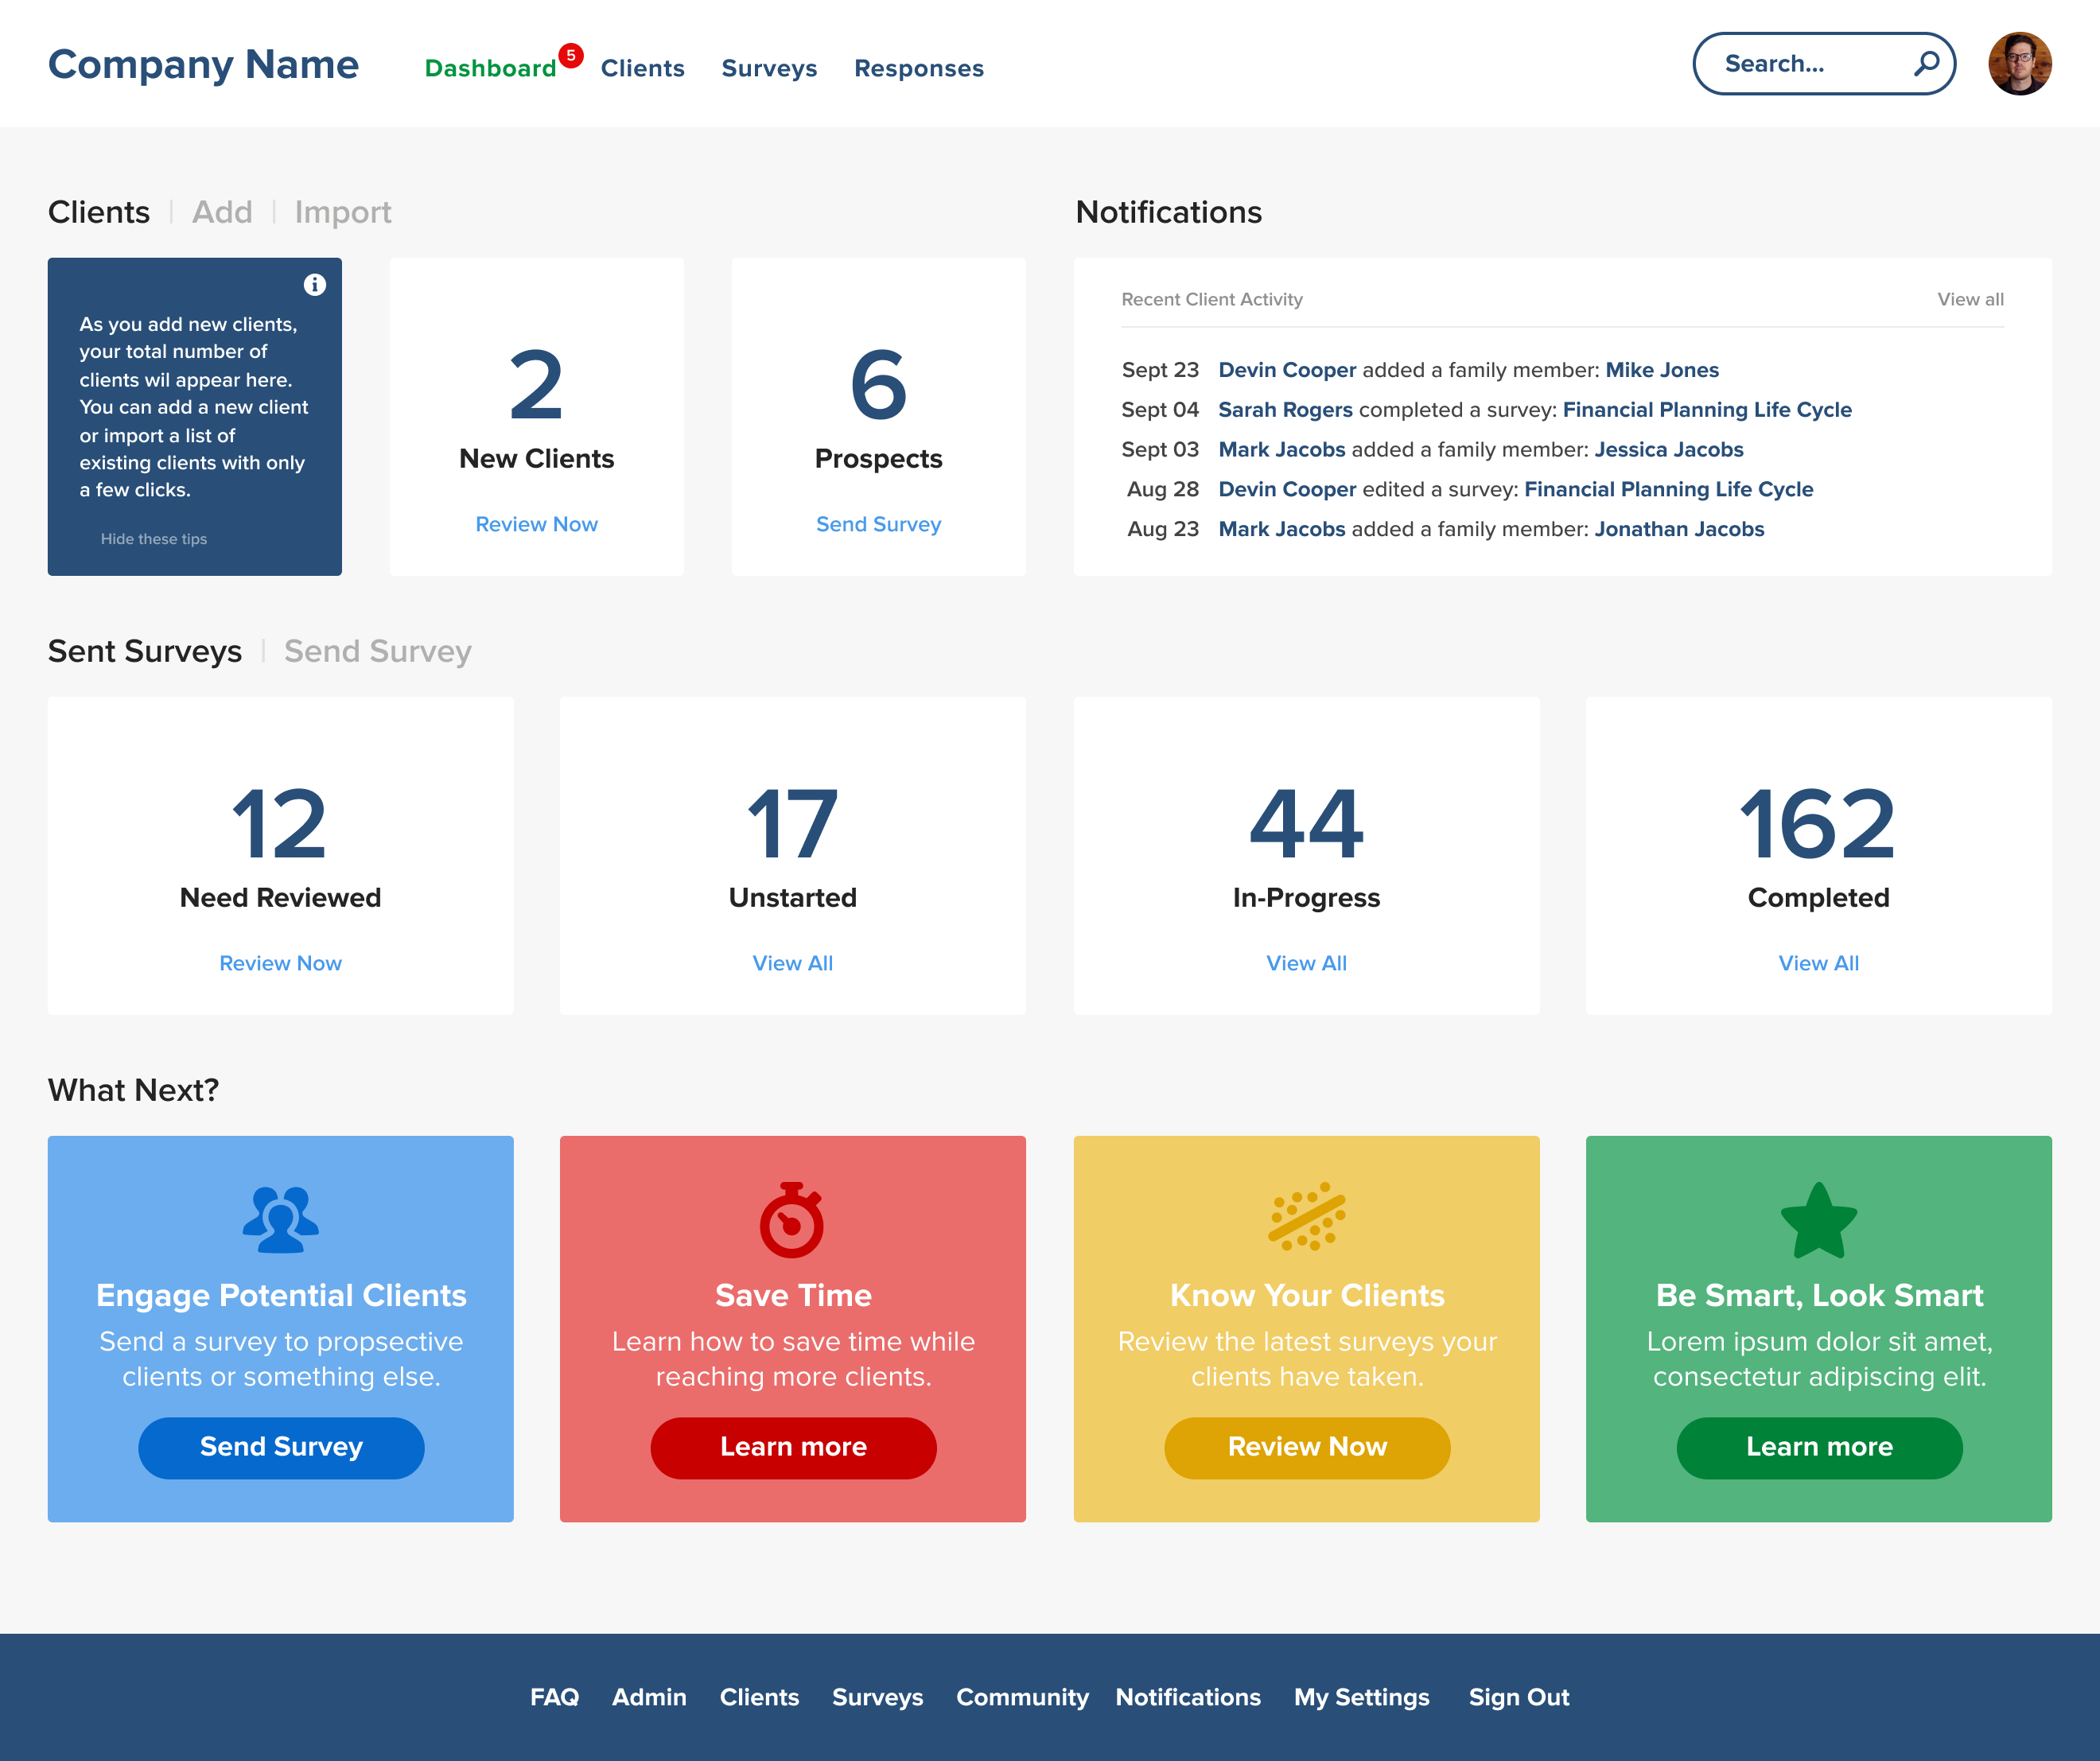 Company Name
Dashboard 5 Clients Surveys Responses
Search...
Clients | Add | Import
As you add new clients,
your total number of
clients wil appear here.
You can add a new client
or import a list of
existing clients with only
a few clicks.
Hide these tips
2
New Clients
Review Now
6
Prospects
Send Survey
Notifications
Recent Client Activity View all
Sept 23 Devin Cooper added a family member: Mike Jones
Sept 04 Sarah Rogers completed a survey: Financial Planning Life Cycle
Sept 03 Mark Jacobs added a family member: Jessica Jacobs
Aug 28 Devin Cooper edited a survey: Financial Planning Life Cycle
Aug 23 Mark Jacobs added a family member: Jonathan Jacobs
Sent Surveys | Send Survey
12
Need Reviewed
Review Now
17
Unstarted
View All
44
In-Progress
View All
162
Completed
View All
What Next?
Engage Potential Clients
Send a survey to propsective
clients or something else.
Send Survey
Save Time
Learn how to save time while
reaching more clients.
Learn more
Know Your Clients
Review the latest surveys your
clients have taken.
Review Now
Be Smart, Look Smart
Lorem ipsum dolor sit amet,
consectetur adipiscing elit.
Learn more
FAQ Admin Clients Surveys Community Notifications My Settings Sign Out